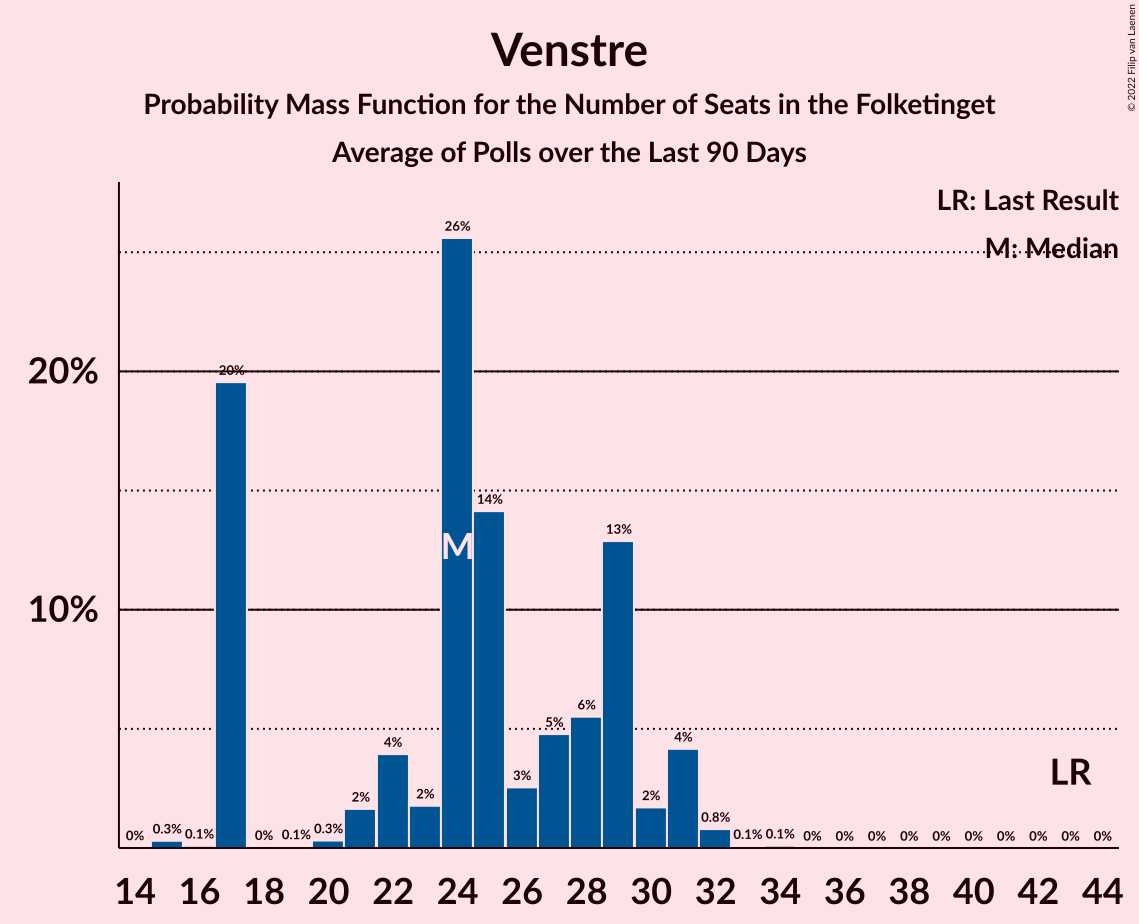 Venstre
Probability Mass Function for the Number of Seats in the Folketinget
Average of Polls over the Last 90 Days
© 2022 Filip van Laenen
LR: Last Result
M: Median
26%
20%
20%
14%
13%
M
10%
6%
5%
4%
4%
3%
2%
2%
2%
LR
0.8%
0% 0.3% 0.1% 0% 0.1% 0.3% 0.1% 0.1% 0% 0% 0% 0% 0% 0% 0% 0% 0% 0%
14 16 18 20 22 24 26 28 30 32 34 36 38 40 42 44